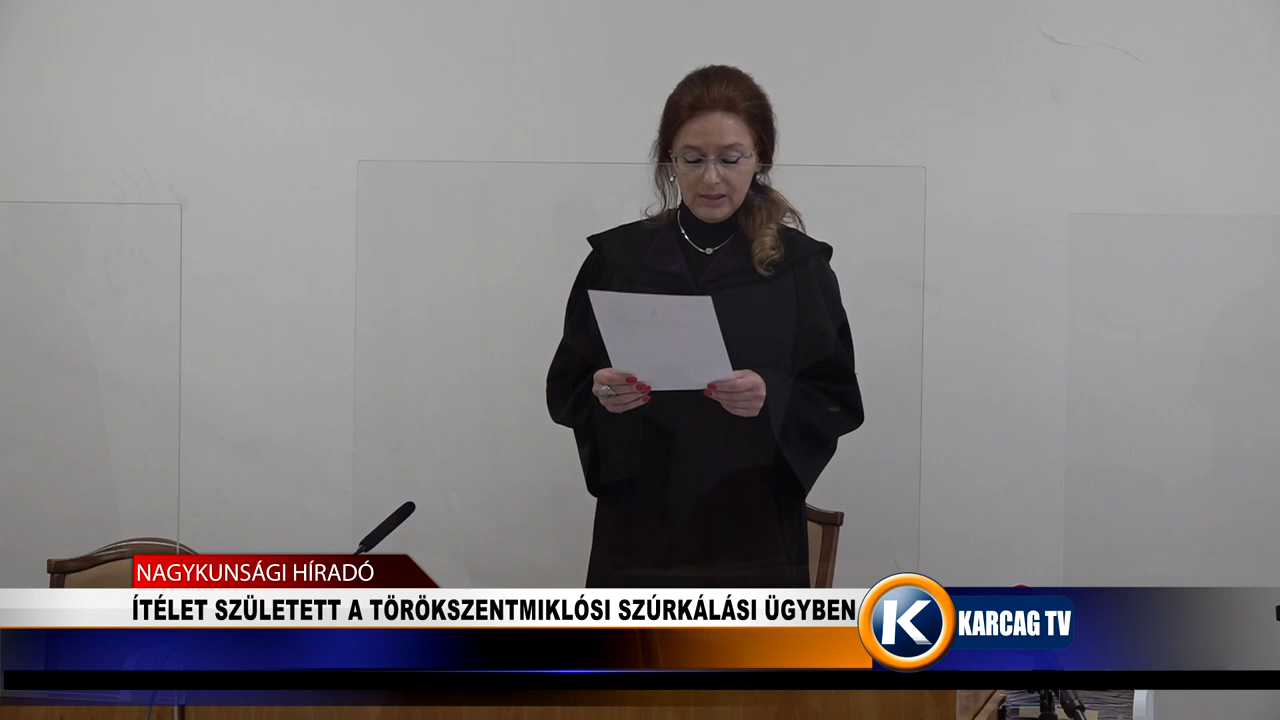 NAGYKUNSÁGI HÍRADÓ
ÍTÉLET SZÜLETETT A TÖRÖKSZENTMIKLÓSI SZÚRKÁLÁSI ÜGYBEN
K KARCAG TV